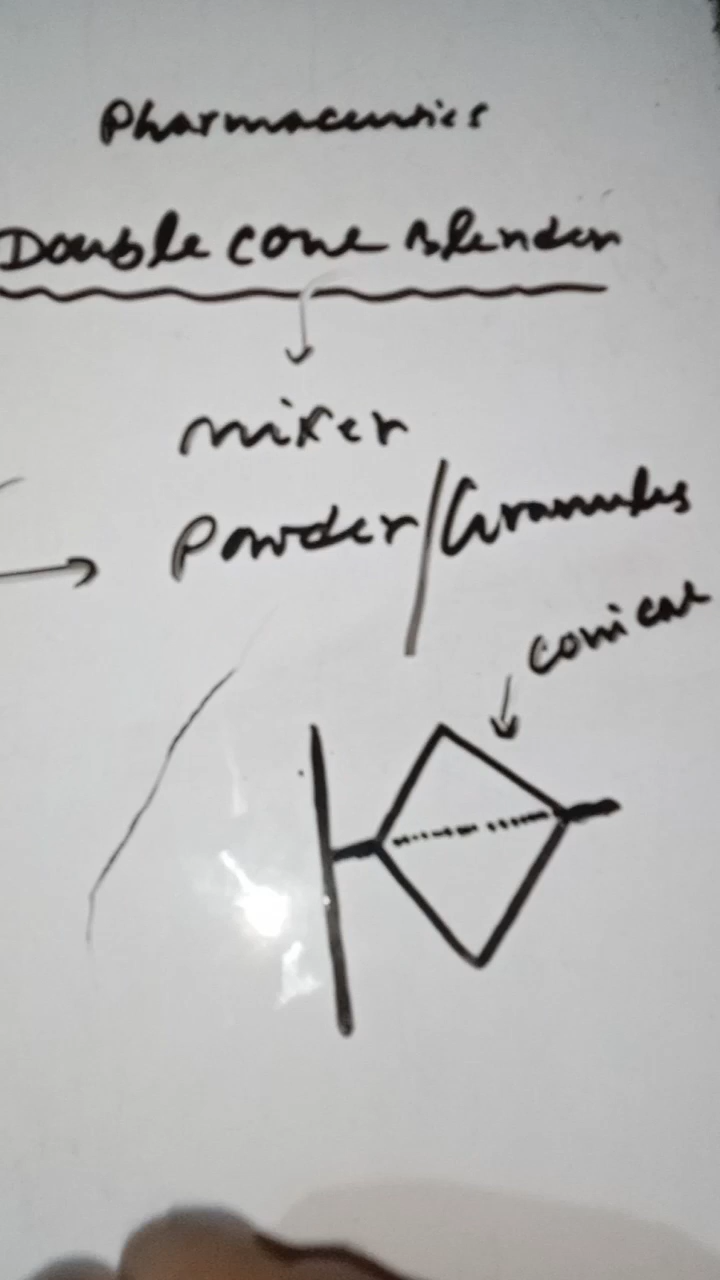 Pharmaceutics
Double cone Blender
mixer
Powder/Granules
conical